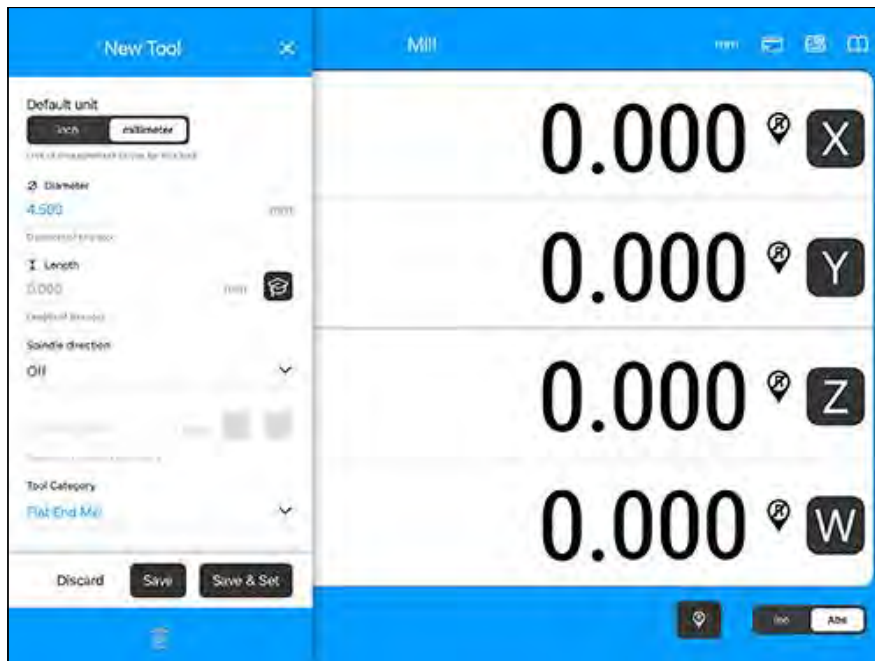 New Tool
Mill
mm
Default unit
inch
millimeter
Ø Diameter
4.500
mm
Length
0.000
mm
Spindle direction
Off
Tool Category
Flat End Mill
Discard
Save
Save & Set
0.000
X
0.000
Y
0.000
Z
0.000
W
Inc
Abs